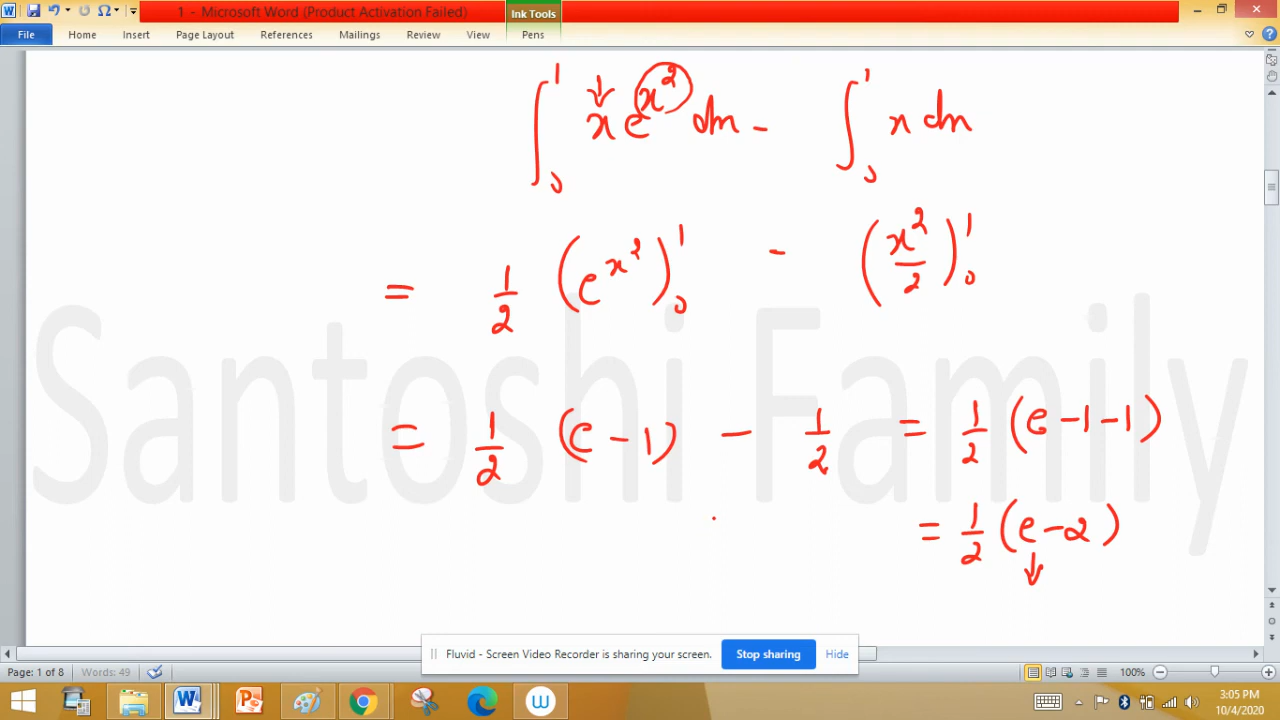 1 - Microsoft Word (Product Activation Failed)
Ink Tools
File Home Insert Page Layout References Mailings Review View Pens
∫₀¹ x e^{x²} dx - ∫₀¹ x dx
= 1/2 (e^{x²})₀¹ - (x²/2)₀¹
= 1/2 (e - 1) - 1/2 = 1/2 (e - 1 - 1)
= 1/2 (e - 2)
Santoshi Family
Fluvid - Screen Video Recorder is sharing your screen. Stop sharing Hide
Page: 1 of 8 Words: 49 100%
3:05 PM
10/4/2020